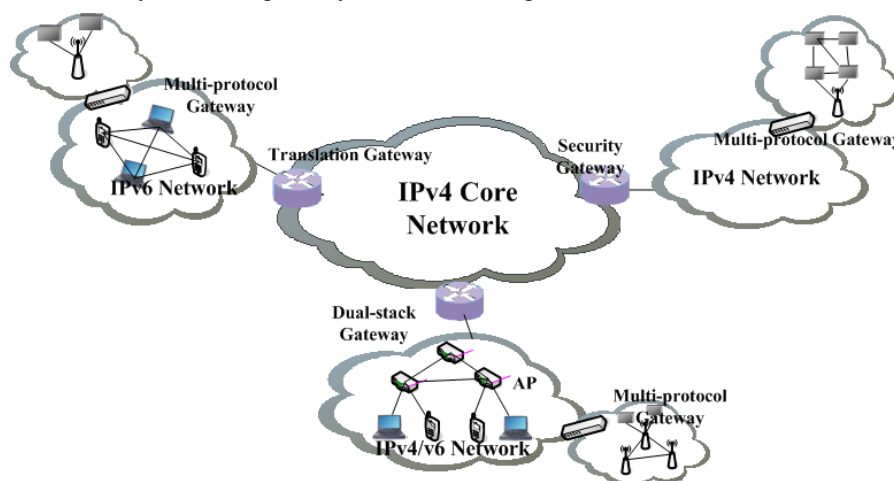 Multi-protocol
Gateway
IPv6 Network
Translation Gateway
IPv4 Core
Network
Security
Gateway
Multi-protocol Gateway
IPv4 Network
Dual-stack
Gateway
AP
IPv4/v6 Network
Multi-protocol
Gateway